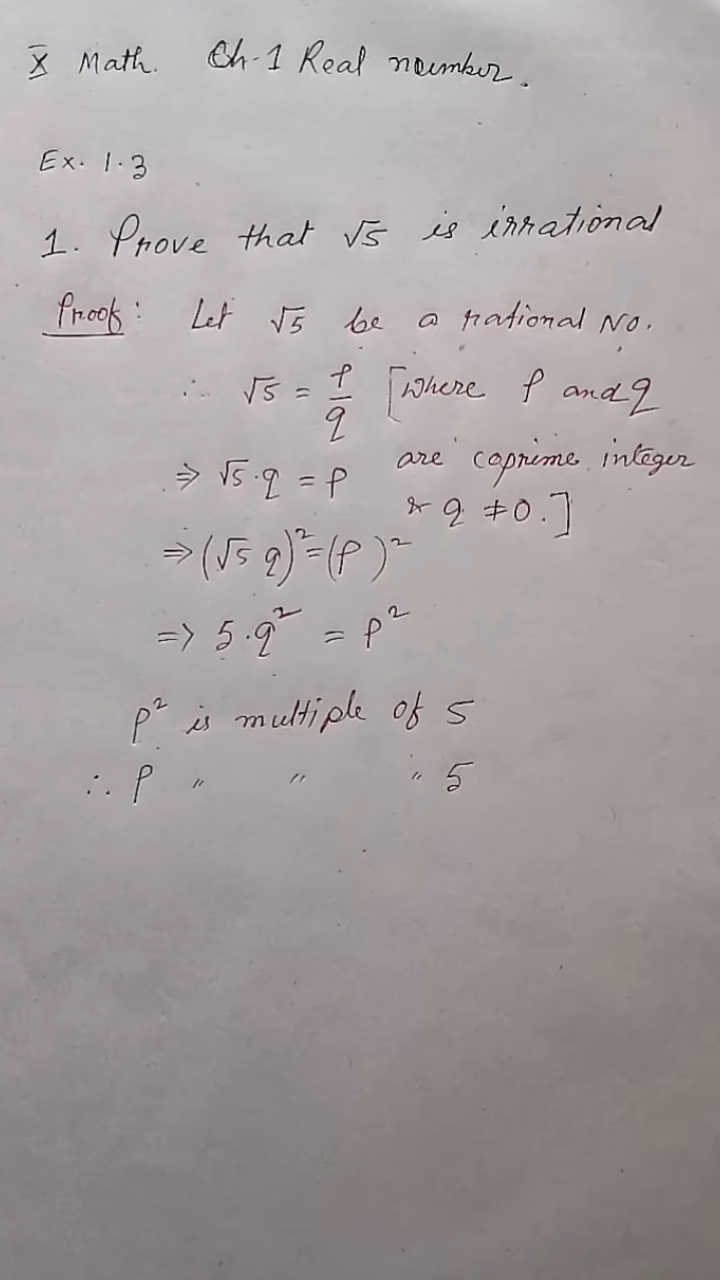 X Math. Ch-1 Real number.
Ex. 1.3
1. Prove that √5 is irrational
Proof: Let √5 be a rational No.
∴ √5 = p/q [where p and q
are coprime integer
& q ≠ 0.]
⇒ √5·q = p
⇒ (√5 q)² = (p)²
=> 5·q² = p²
p² is multiple of 5
∴ p " " " 5